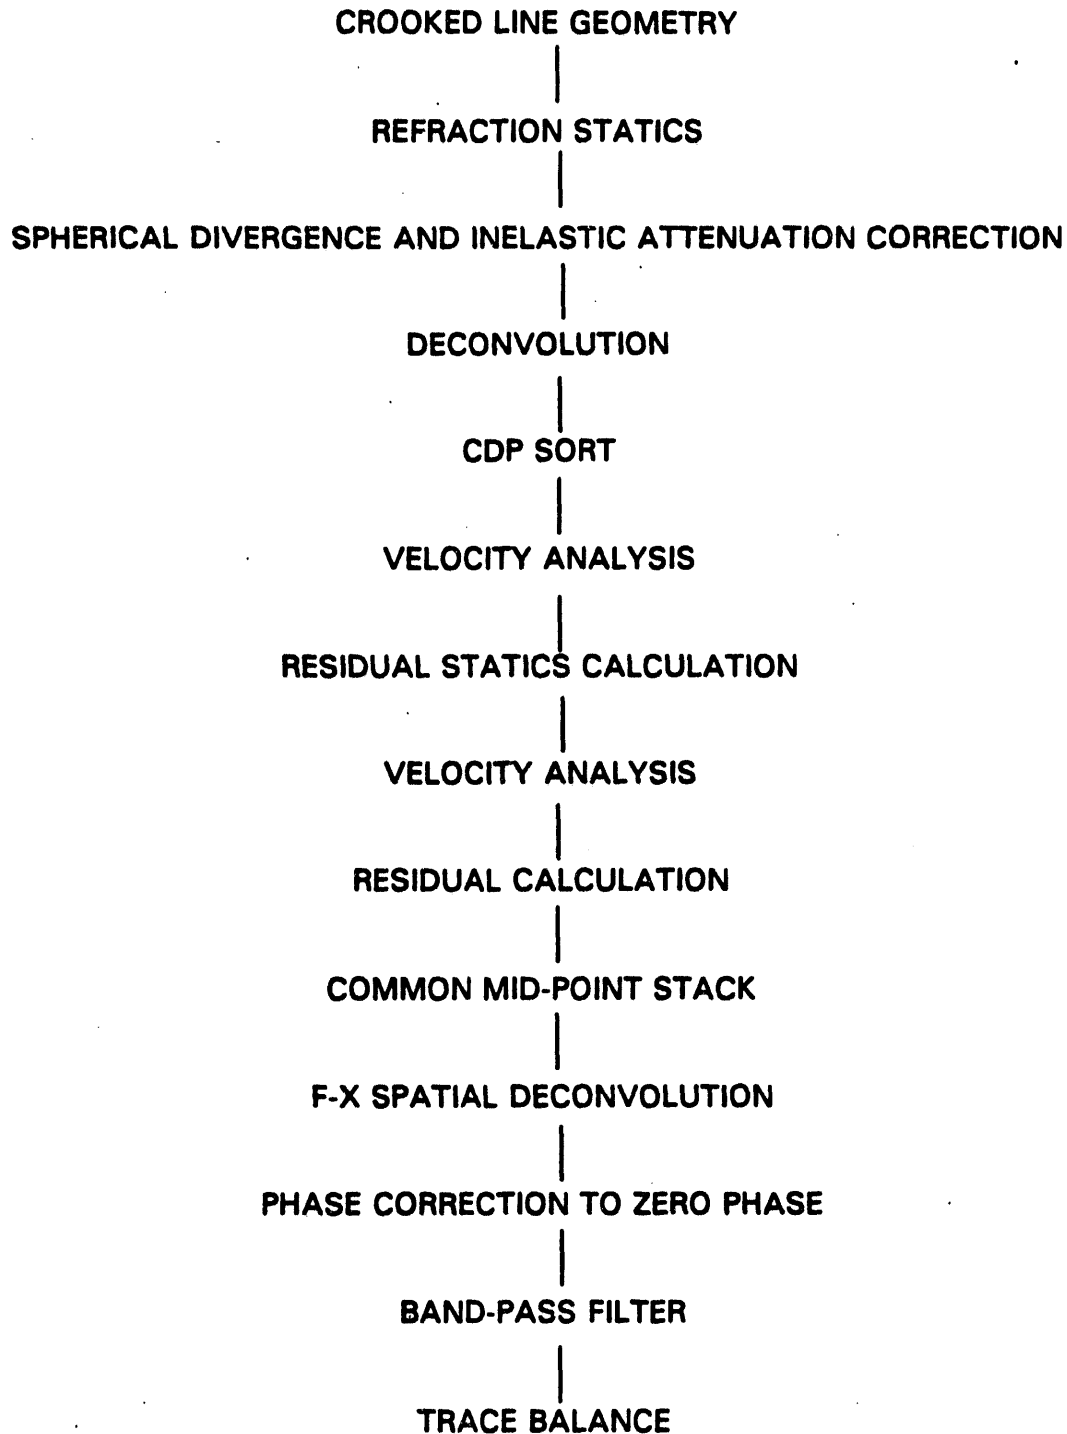 CROOKED LINE GEOMETRY
REFRACTION STATICS
SPHERICAL DIVERGENCE AND INELASTIC ATTENUATION CORRECTION
DECONVOLUTION
CDP SORT
VELOCITY ANALYSIS
RESIDUAL STATICS CALCULATION
VELOCITY ANALYSIS
RESIDUAL CALCULATION
COMMON MID-POINT STACK
F-X SPATIAL DECONVOLUTION
PHASE CORRECTION TO ZERO PHASE
BAND-PASS FILTER
TRACE BALANCE